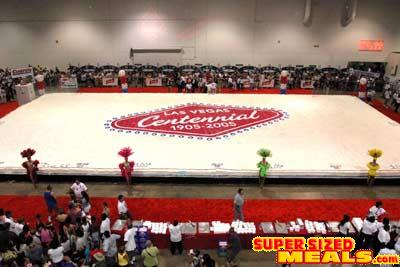 LAS VEGAS
Centennial
1905-2005
SUPER SIZED
MEALS.COM